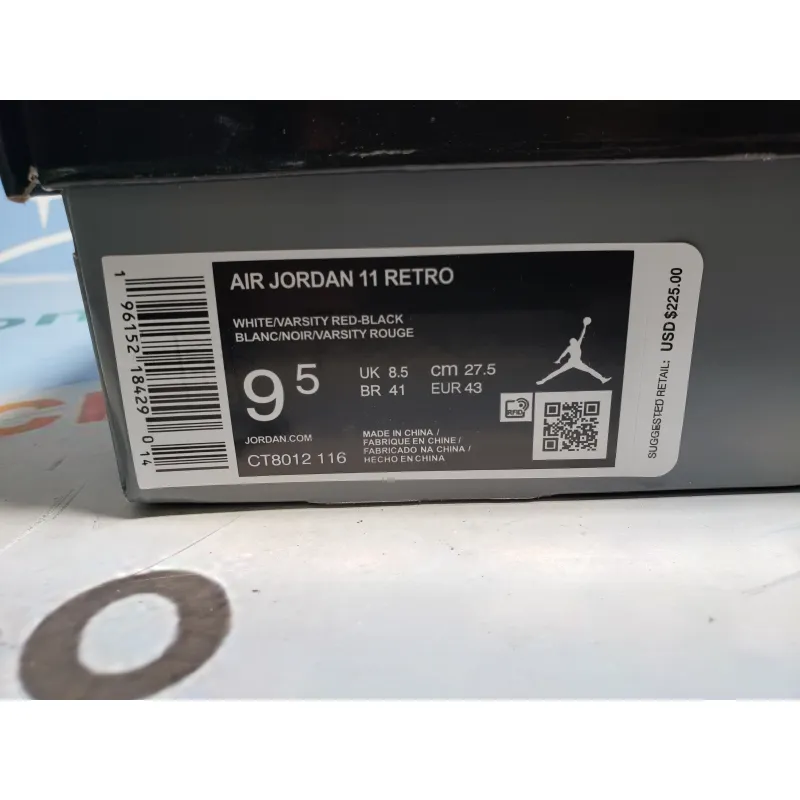 AIR JORDAN 11 RETRO
WHITE/VARSITY RED-BLACK
BLANC/NOIR/VARSITY ROUGE
9 5
UK 8.5 cm 27.5
BR 41 EUR 43
JORDAN.COM
CT8012 116
MADE IN CHINA /
FABRIQUE EN CHINE /
FABRICADO NA CHINA /
HECHO EN CHINA
RFID
1 96152 18429 014
SUGGESTED RETAIL: USD $225.00